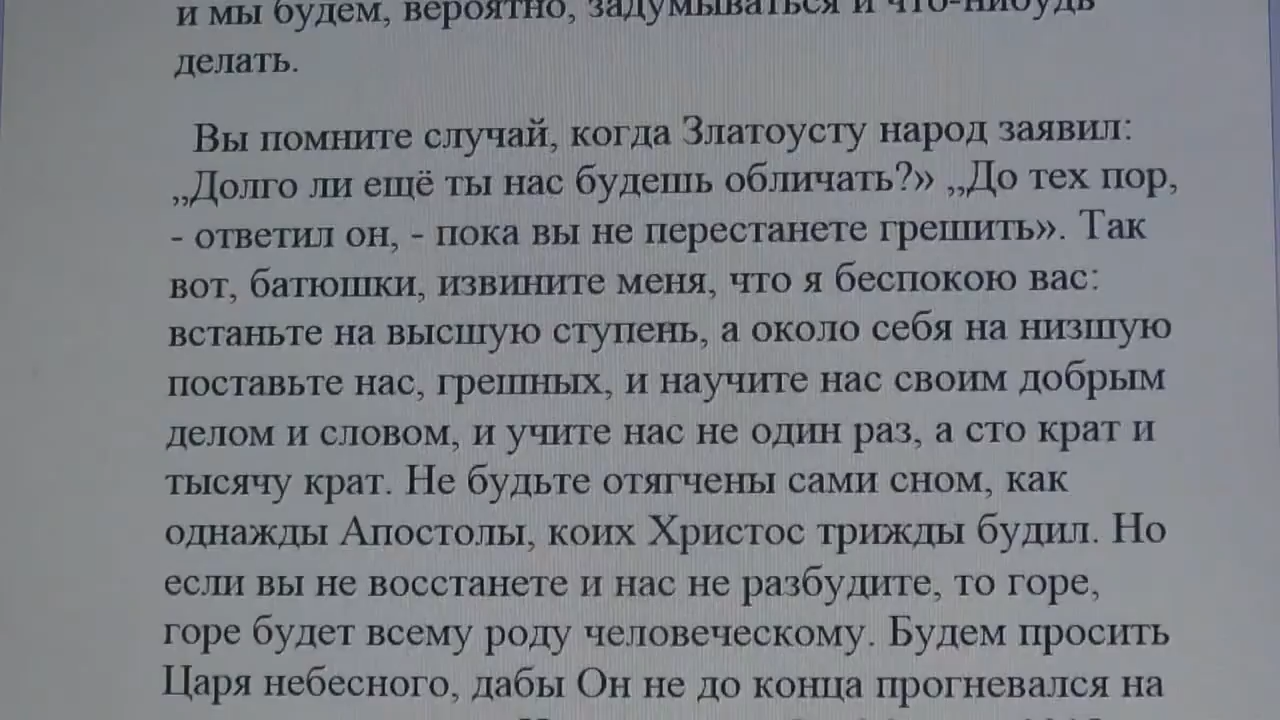 и мы будем, вероятно, задумываться и что-нибудь
делать.
Вы помните случай, когда Златоусту народ заявил:
„Долго ли ещё ты нас будешь обличать?» „До тех пор,
- ответил он, - пока вы не перестанете грешить». Так
вот, батюшки, извините меня, что я беспокою вас:
встаньте на высшую ступень, а около себя на низшую
поставьте нас, грешных, и научите нас своим добрым
делом и словом, и учите нас не один раз, а сто крат и
тысячу крат. Не будьте отягчены сами сном, как
однажды Апостолы, коих Христос трижды будил. Но
если вы не восстанете и нас не разбудите, то горе,
горе будет всему роду человеческому. Будем просить
Царя небесного, дабы Он не до конца прогневался на